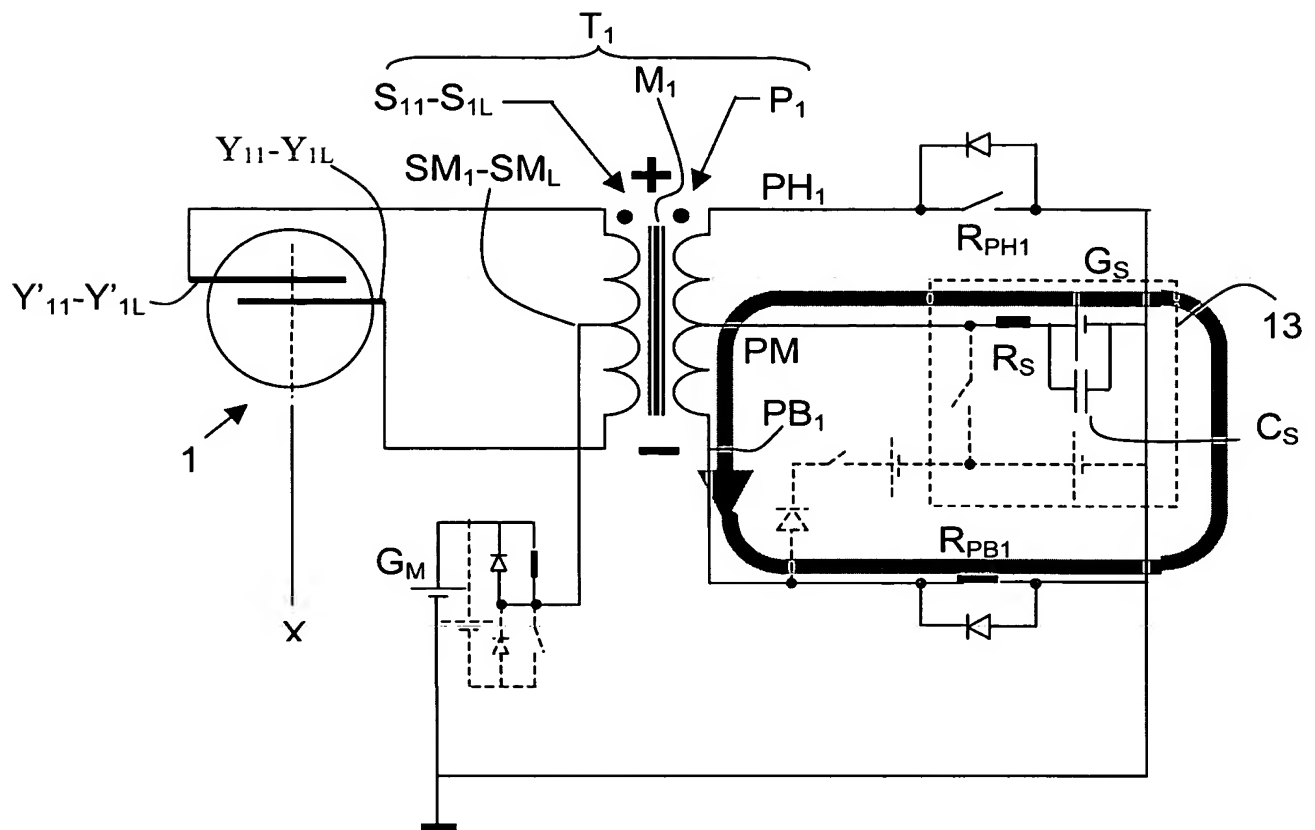 T₁
M₁
S₁₁-S₁L
P₁
Y₁₁-Y₁L
SM₁-SML
+
PH₁
RPH1
GS
Y'₁₁-Y'₁L
13
PM
RS
PB₁
CS
1
−
GM
RPB1
x